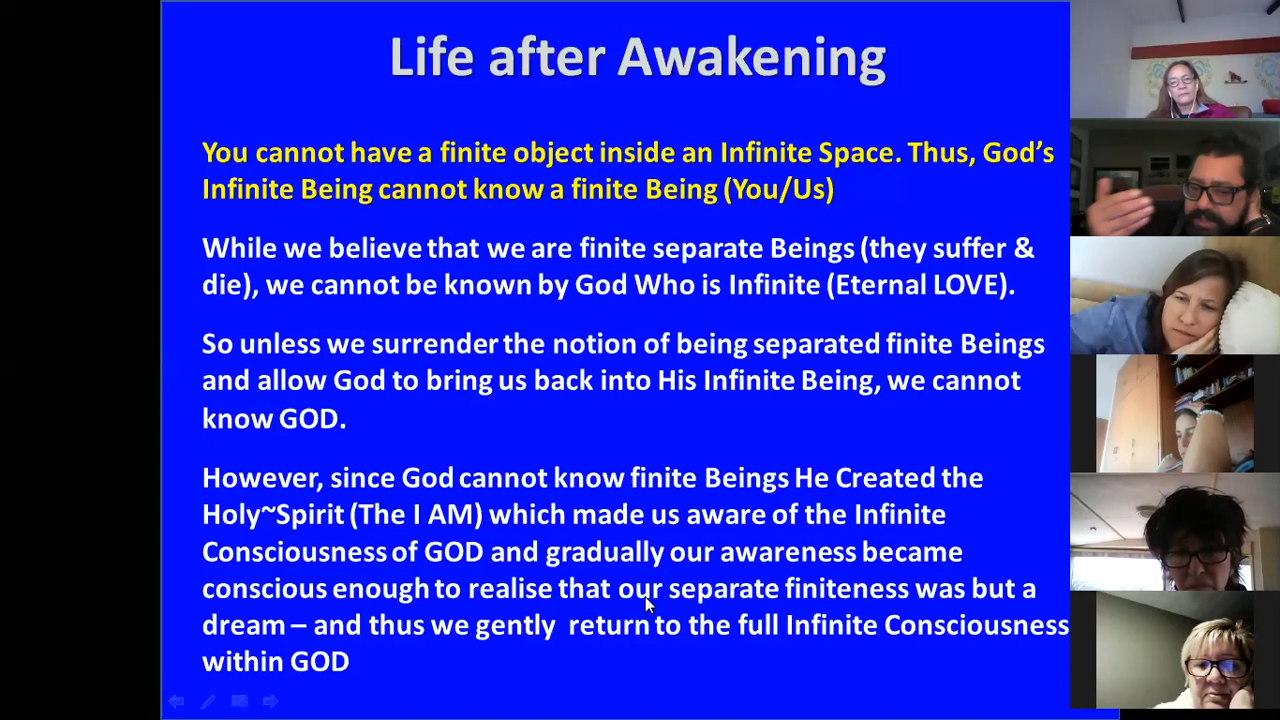 Life after Awakening
You cannot have a finite object inside an Infinite Space. Thus, God's
Infinite Being cannot know a finite Being (You/Us)
While we believe that we are finite separate Beings (they suffer &
die), we cannot be known by God Who is Infinite (Eternal LOVE).
So unless we surrender the notion of being separated finite Beings
and allow God to bring us back into His Infinite Being, we cannot
know GOD.
However, since God cannot know finite Beings He Created the
Holy~Spirit (The I AM) which made us aware of the Infinite
Consciousness of GOD and gradually our awareness became
conscious enough to realise that our separate finiteness was but a
dream – and thus we gently return to the full Infinite Consciousness
within GOD